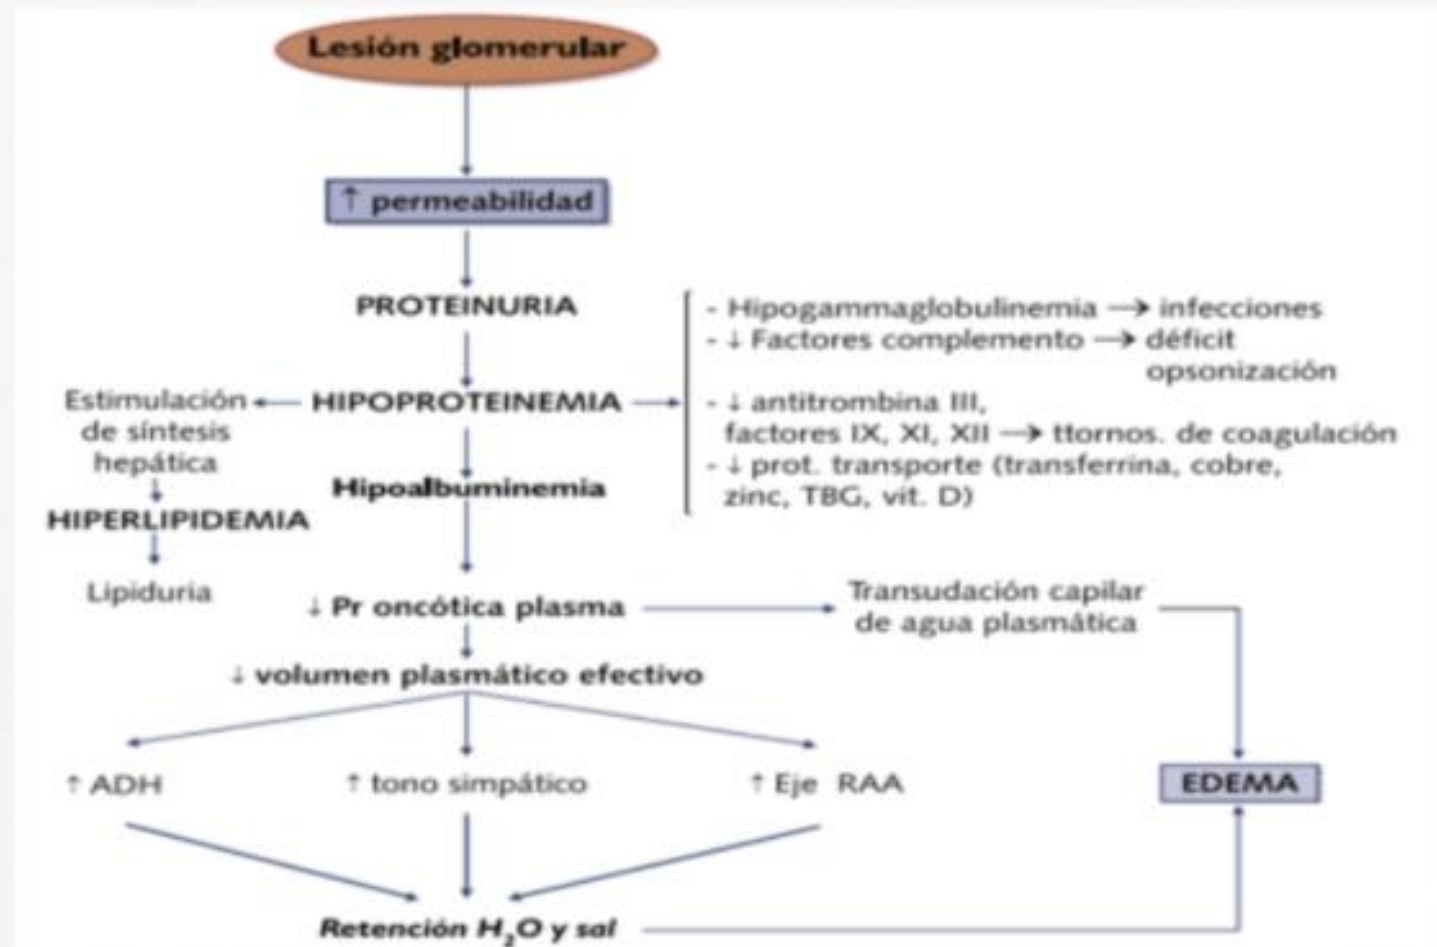 Lesión glomerular
↑ permeabilidad
PROTEINURIA
HIPOPROTEINEMIA
- Hipogammaglobulinemia → infecciones
- ↓ Factores complemento → déficit
opsonización
- ↓ antitrombina III,
factores IX, XI, XII → ttornos. de coagulación
- ↓ prot. transporte (transferrina, cobre,
zinc, TBG, vit. D)
Estimulación
de síntesis
hepática
HIPERLIPIDEMIA
Lipiduria
Hipoalbuminemia
↓ Pr oncótica plasma
Transudación capilar
de agua plasmática
↓ volumen plasmático efectivo
↑ ADH
↑ tono simpático
↑ Eje RAA
EDEMA
Retención H₂O y sal